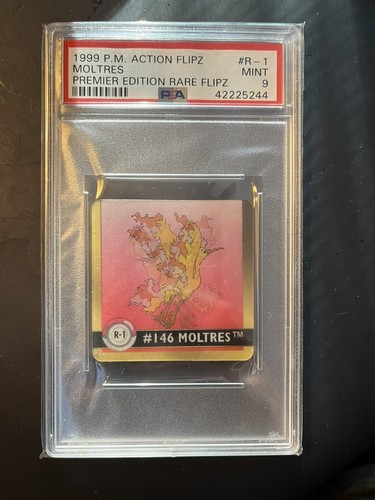 1999 P.M. ACTION FLIPZ #R-1
MOLTRES MINT
PREMIER EDITION RARE FLIPZ 9
PSA 42225244
R-1
#146 MOLTRES™